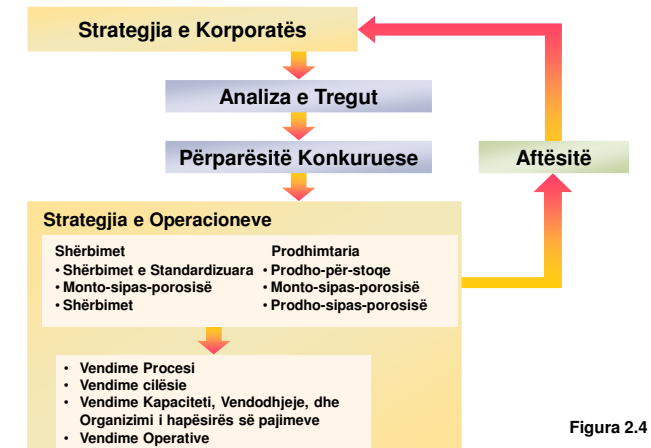 Strategjia e Korporatës
Analiza e Tregut
Përparësitë Konkuruese
Aftësitë
Strategjia e Operacioneve
Shërbimet
• Shërbimet e Standardizuara
• Monto-sipas-porosisë
• Shërbimet
Prodhimtaria
• Prodho-për-stoqe
• Monto-sipas-porosisë
• Prodho-sipas-porosisë
• Vendime Procesi
• Vendime cilësie
• Vendime Kapaciteti, Vendodhjeje, dhe
Organizimi i hapësirës së pajimeve
• Vendime Operative
Figura 2.4